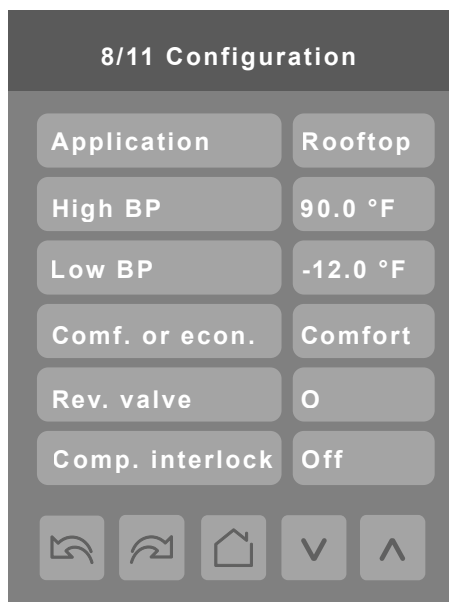 8/11 Configuration
Application Rooftop
High BP 90.0 °F
Low BP -12.0 °F
Comf. or econ. Comfort
Rev. valve O
Comp. interlock Off